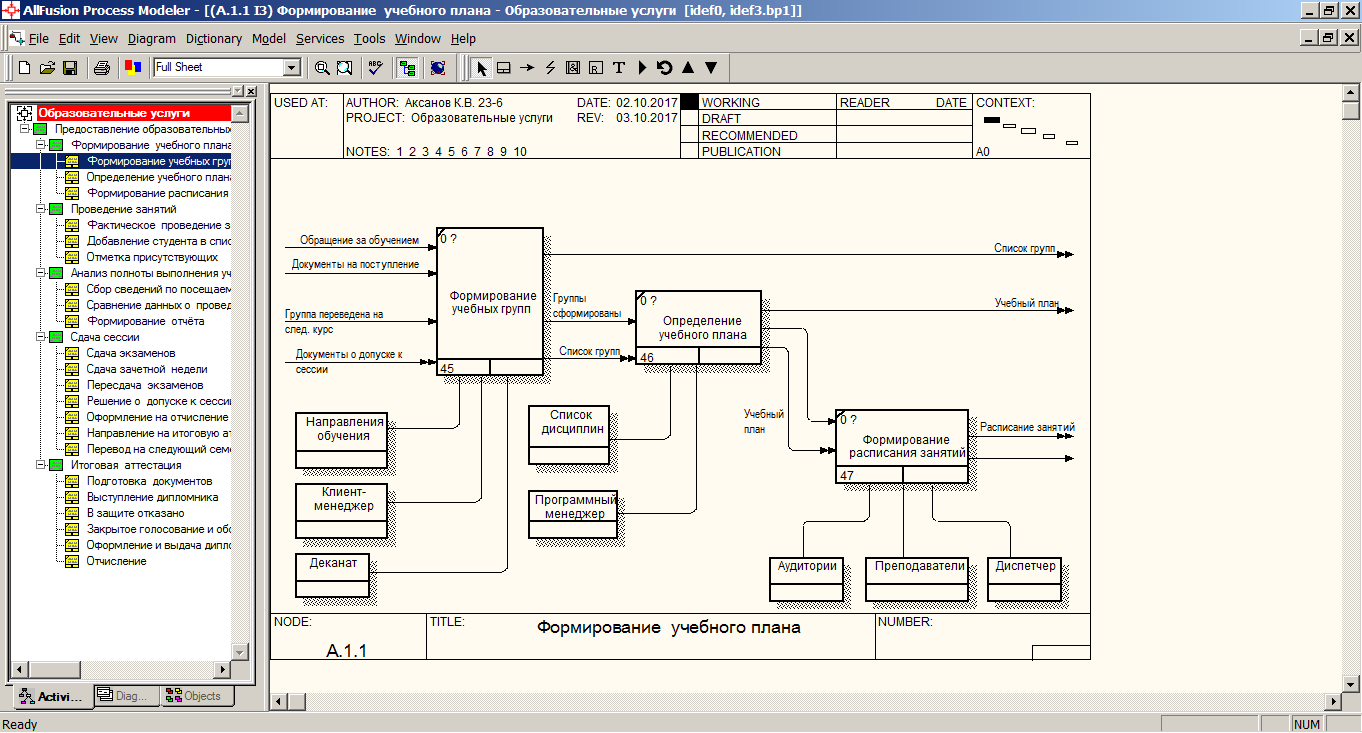 AllFusion Process Modeler - [(A.1.1 I3) Формирование учебного плана - Образовательные услуги [idef0, idef3.bp1]]
File Edit View Diagram Dictionary Model Services Tools Window Help
Full Sheet
ABC
R
T
Образовательные услуги
Предоставление образовательных
Формирование учебного плана
Формирование учебных груп
Определение учебного плана
Формирование расписания
Проведение занятий
Фактическое проведение з
Добавление студента в спис
Отметка присутствующих
Анализ полноты выполнения уч
Сбор сведений по посещаем
Сравнение данных о провед
Формирование отчёта
Сдача сессии
Сдача экзаменов
Сдача зачетной недели
Пересдача экзаменов
Решение о допуске к сесси
Оформление на отчисление
Направление на итоговую ат
Перевод на следующий сем
Итоговая аттестация
Подготовка документов
Выступление дипломника
В защите отказано
Закрытое голосование и обс
Оформление и выдача дипл
Отчисление
Activi...
Diag...
Objects
USED AT:
AUTHOR: Аксанов К.В. 23-6
DATE: 02.10.2017
PROJECT: Образовательные услуги
REV: 03.10.2017
NOTES: 1 2 3 4 5 6 7 8 9 10
WORKING
DRAFT
RECOMMENDED
PUBLICATION
READER
DATE
CONTEXT:
A0
Обращение за обучением
Документы на поступление
Группа переведена на
след. курс
Документы о допуске к
сессии
0 ?
Формирование
учебных групп
45
Список групп
Группы
сформированы
Список групп
0 ?
Определение
учебного плана
46
Учебный план
Учебный
план
0 ?
Формирование
расписания занятий
47
Расписание занятий
Направления
обучения
Клиент-
менеджер
Деканат
Список
дисциплин
Программный
менеджер
Аудитории
Преподаватели
Диспетчер
NODE:
A.1.1
TITLE:
Формирование учебного плана
NUMBER:
Ready
NUM